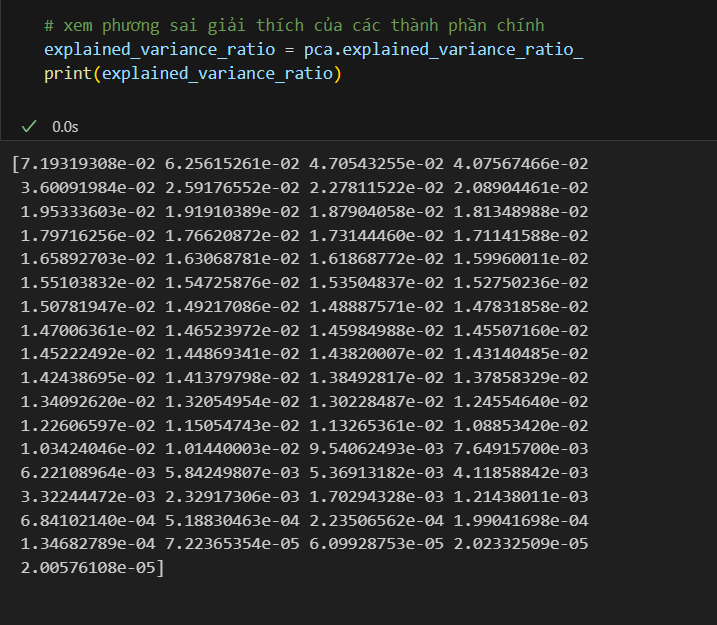 # xem phương sai giải thích của các thành phần chính
explained_variance_ratio = pca.explained_variance_ratio_
print(explained_variance_ratio)
0.0s
[7.19319308e-02 6.25615261e-02 4.70543255e-02 4.07567466e-02
3.60091984e-02 2.59176552e-02 2.27811522e-02 2.08904461e-02
1.95333603e-02 1.91910389e-02 1.87904058e-02 1.81348988e-02
1.79716256e-02 1.76620872e-02 1.73144460e-02 1.71141588e-02
1.65892703e-02 1.63068781e-02 1.61868772e-02 1.59960011e-02
1.55103832e-02 1.54725876e-02 1.53504837e-02 1.52750236e-02
1.50781947e-02 1.49217086e-02 1.48887571e-02 1.47831858e-02
1.47006361e-02 1.46523972e-02 1.45984988e-02 1.45507160e-02
1.45222492e-02 1.44869341e-02 1.43820007e-02 1.43140485e-02
1.42438695e-02 1.41379798e-02 1.38492817e-02 1.37858329e-02
1.34092620e-02 1.32054954e-02 1.30228487e-02 1.24554640e-02
1.22606597e-02 1.15054743e-02 1.13265361e-02 1.08853420e-02
1.03424046e-02 1.01440003e-02 9.54062493e-03 7.64915700e-03
6.22108964e-03 5.84249807e-03 5.36913182e-03 4.11858842e-03
3.32244472e-03 2.32917306e-03 1.70294328e-03 1.21438011e-03
6.84102140e-04 5.18830463e-04 2.23506562e-04 1.99041698e-04
1.34682789e-04 7.22365354e-05 6.09928753e-05 2.02332509e-05
2.00576108e-05]